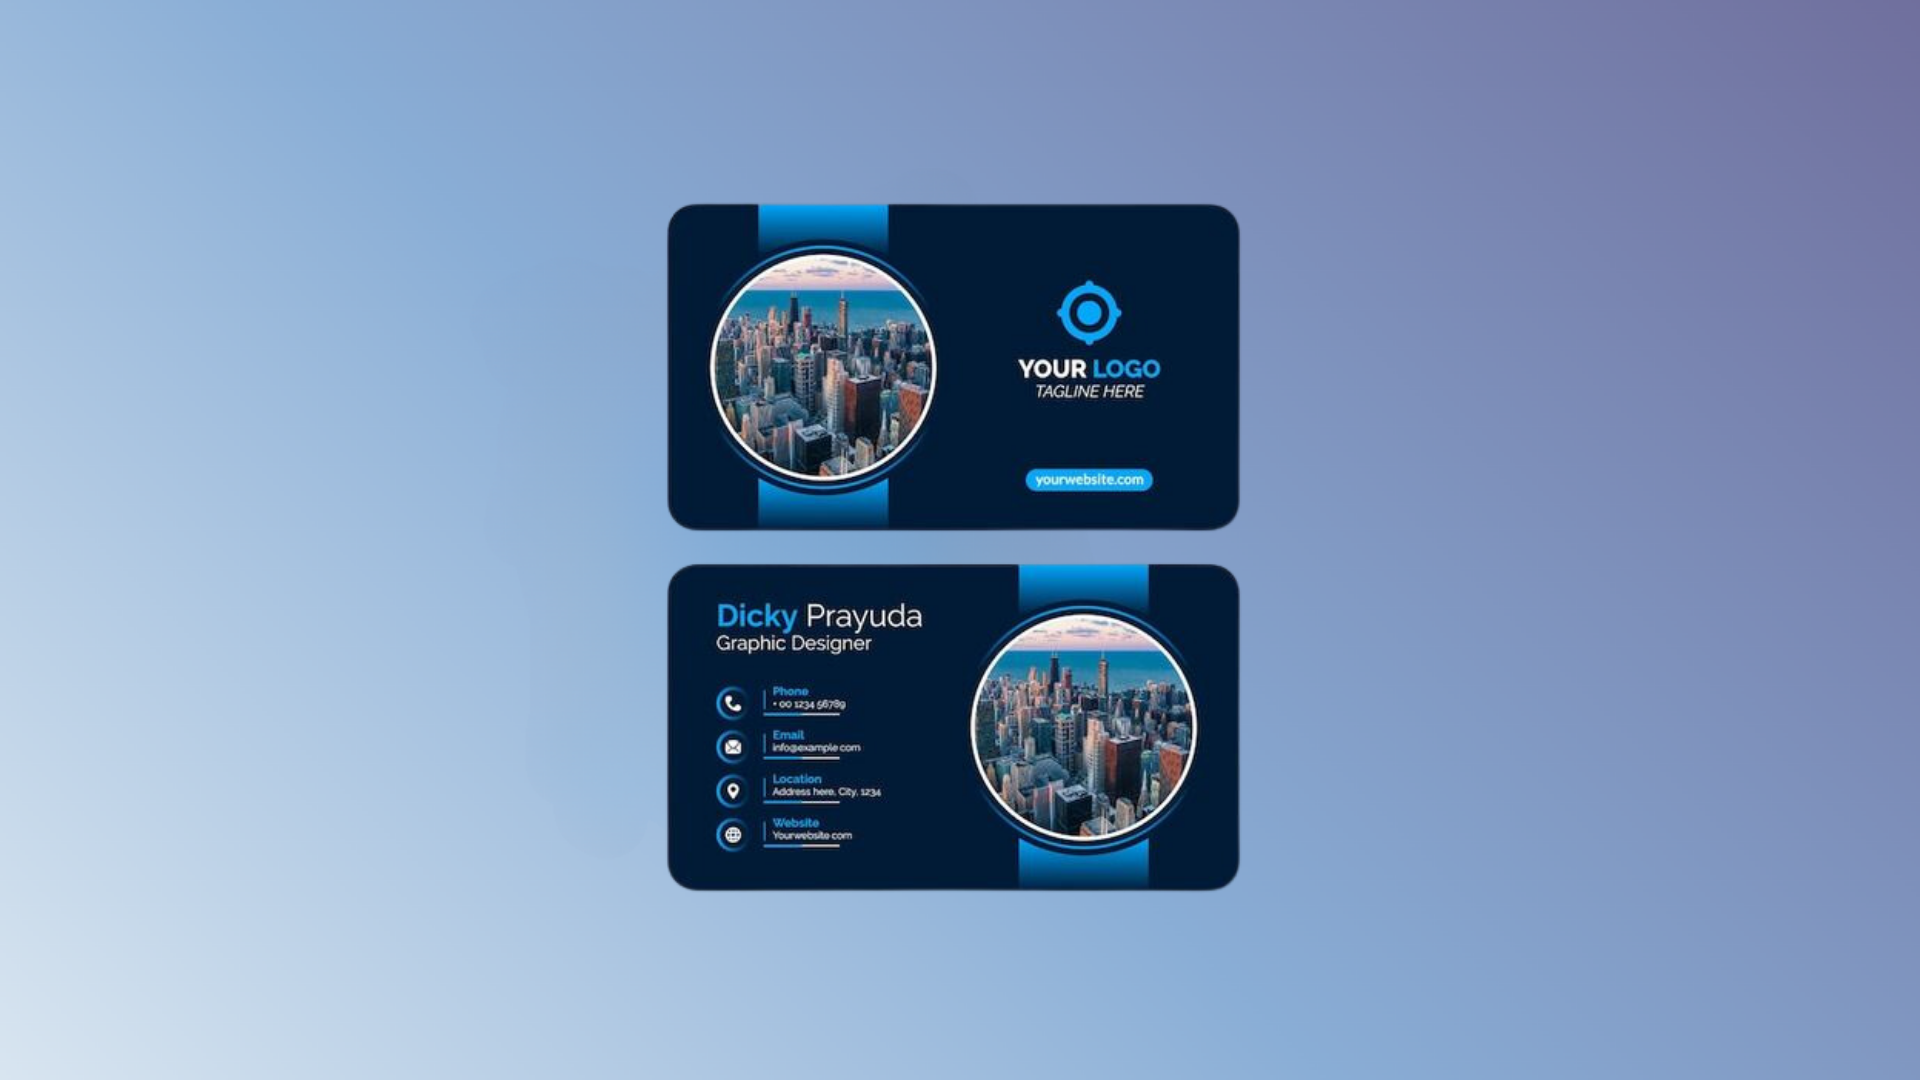 YOUR LOGO
TAGLINE HERE
yourwebsite.com
Dicky Prayuda
Graphic Designer
Phone
+ 00 1234 56789
Email
info@example.com
Location
Address here, City, 1234
Website
Yourwebsite.com